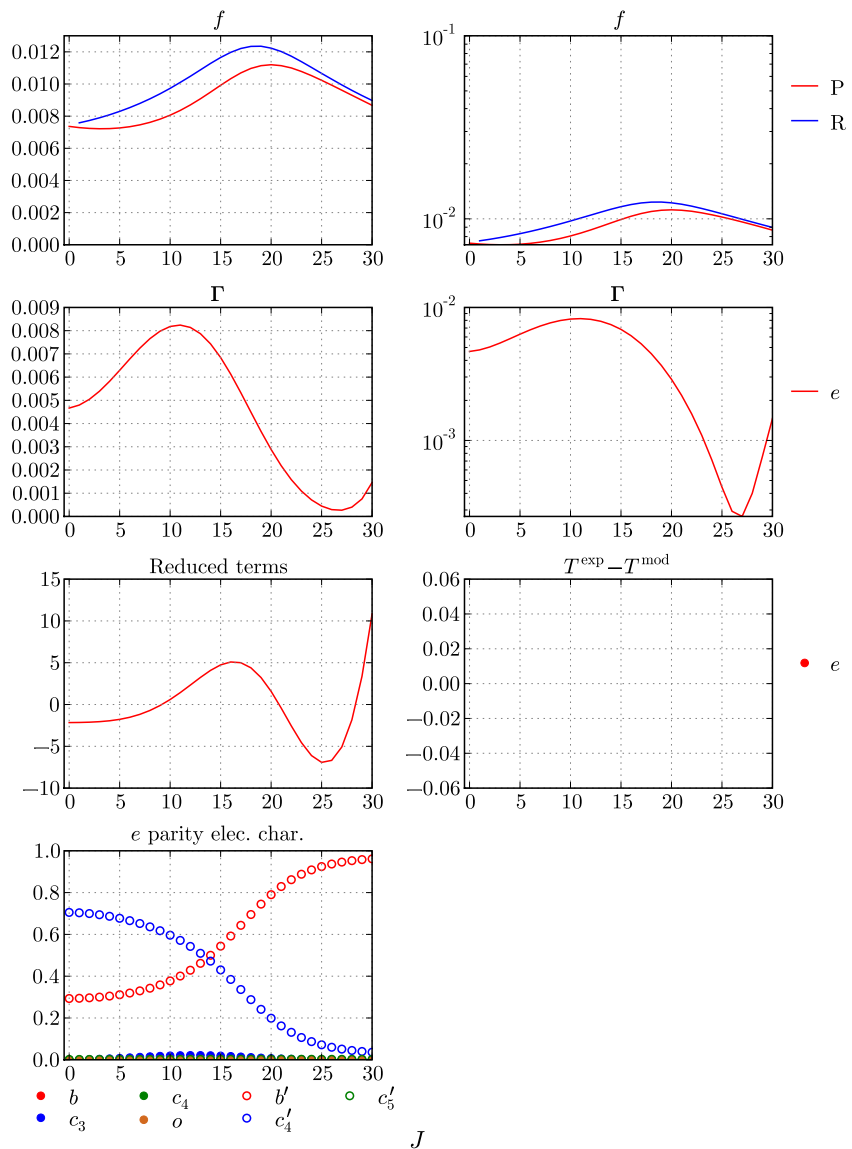 f
0.012
0.010
0.008
0.006
0.004
0.002
0.000
0 5 10 15 20 25 30
f
10⁻¹
10⁻²
0 5 10 15 20 25 30
P
R
Γ
0.009
0.008
0.007
0.006
0.005
0.004
0.003
0.002
0.001
0.000
0 5 10 15 20 25 30
Γ
10⁻²
10⁻³
0 5 10 15 20 25 30
e
Reduced terms
15
10
5
0
−5
−10
0 5 10 15 20 25 30
T^exp − T^mod
0.06
0.04
0.02
0.00
−0.02
−0.04
−0.06
0 5 10 15 20 25 30
e
e parity elec. char.
1.0
0.8
0.6
0.4
0.2
0.0
0 5 10 15 20 25 30
b c₄ b′ c′₅
c₃ o c′₄
J